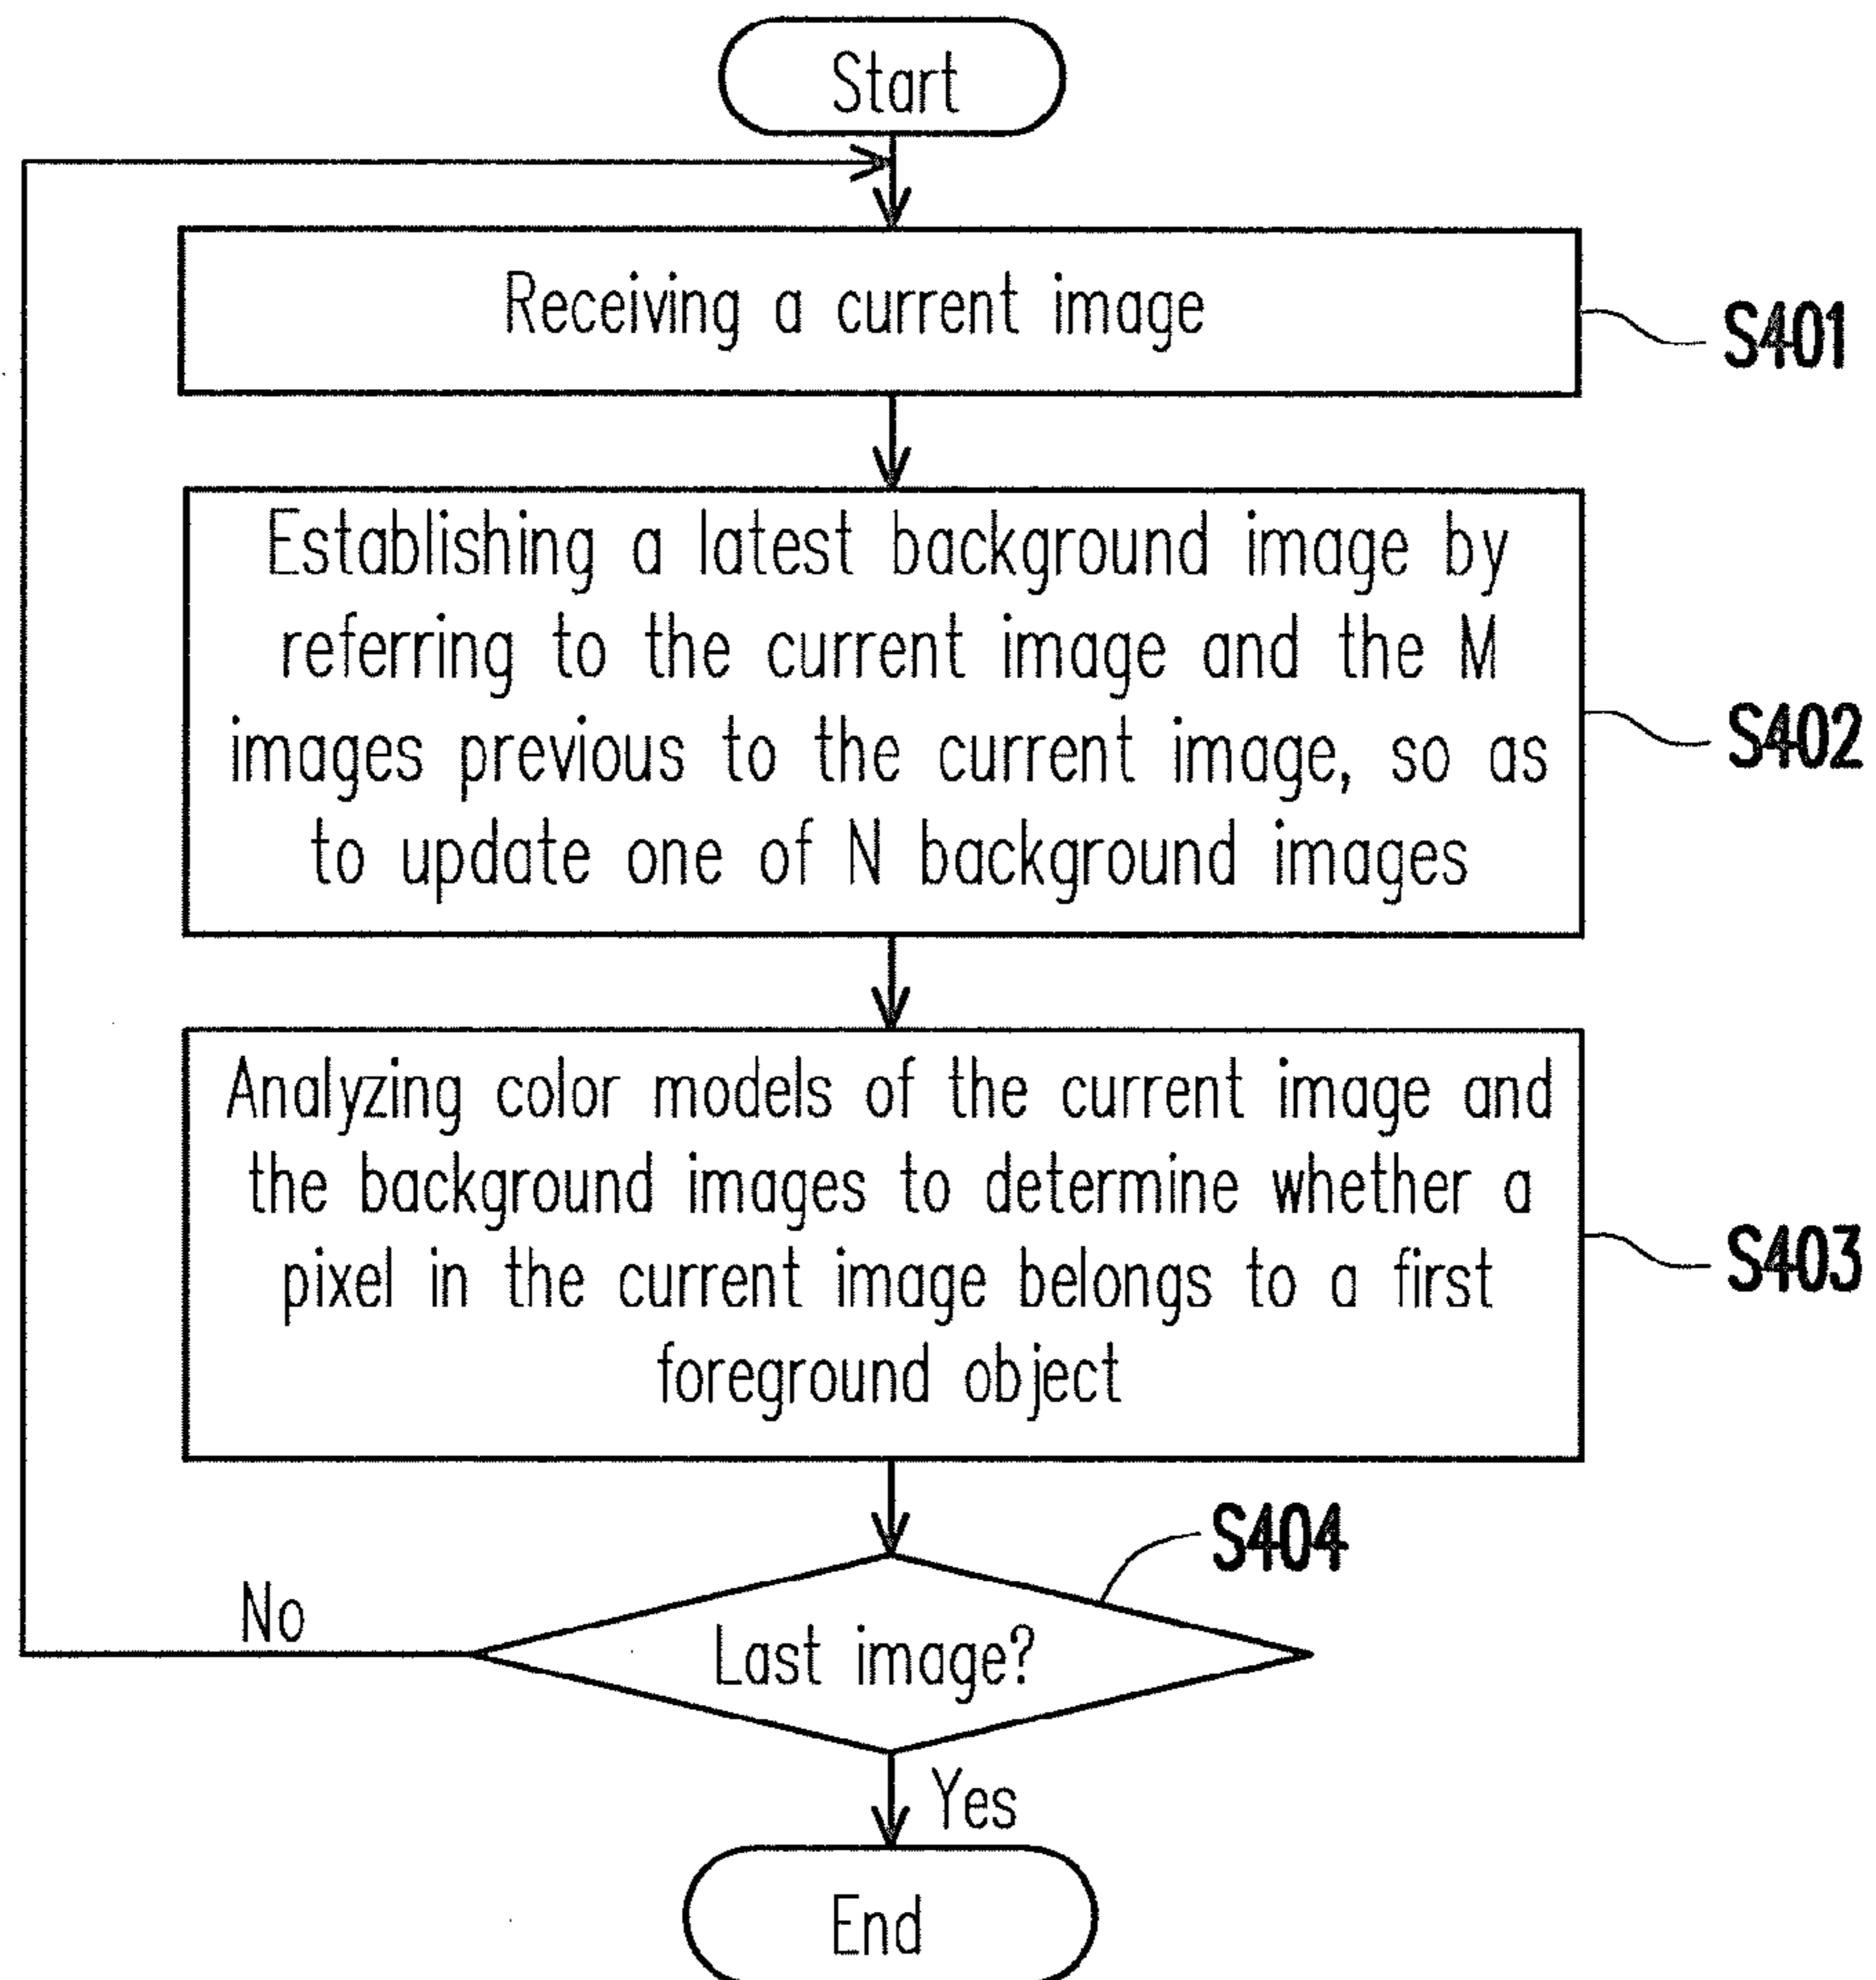 Start
Receiving a current image
S401
Establishing a latest background image by
referring to the current image and the M
images previous to the current image, so as
to update one of N background images
S402
Analyzing color models of the current image and
the background images to determine whether a
pixel in the current image belongs to a first
foreground object
S403
S404
Last image?
No
Yes
End